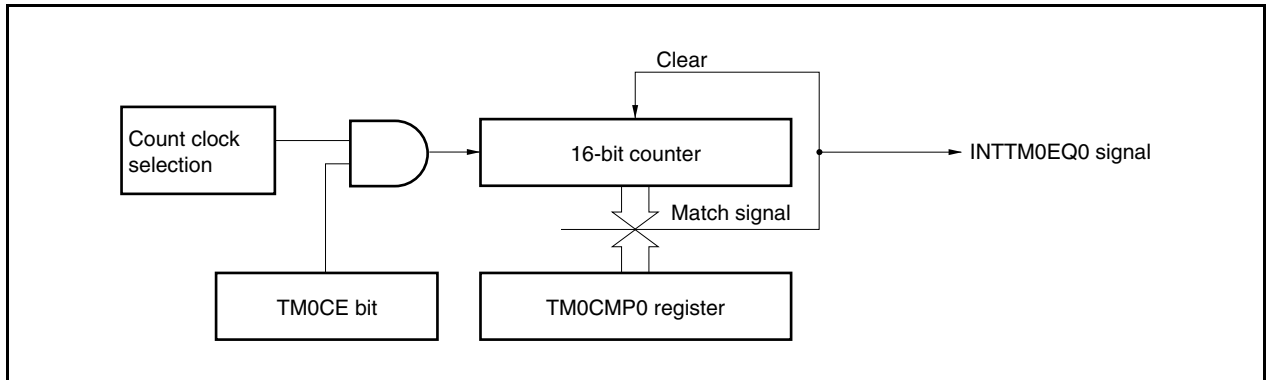 Clear
Count clock
selection
16-bit counter
INTTM0EQ0 signal
Match signal
TM0CE bit
TM0CMP0 register